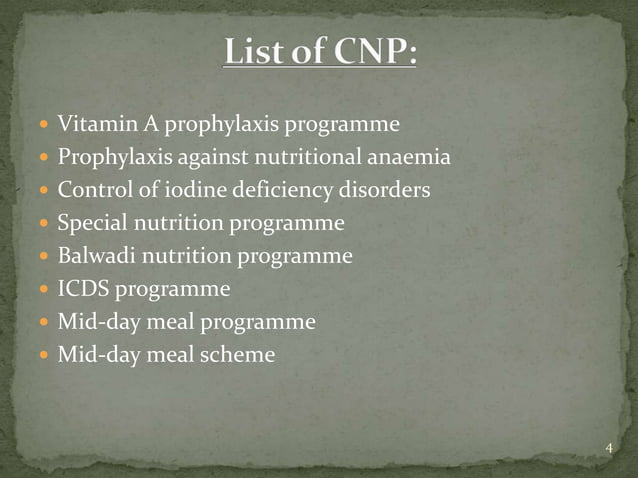 List of CNP:
Vitamin A prophylaxis programme
Prophylaxis against nutritional anaemia
Control of iodine deficiency disorders
Special nutrition programme
Balwadi nutrition programme
ICDS programme
Mid-day meal programme
Mid-day meal scheme
4